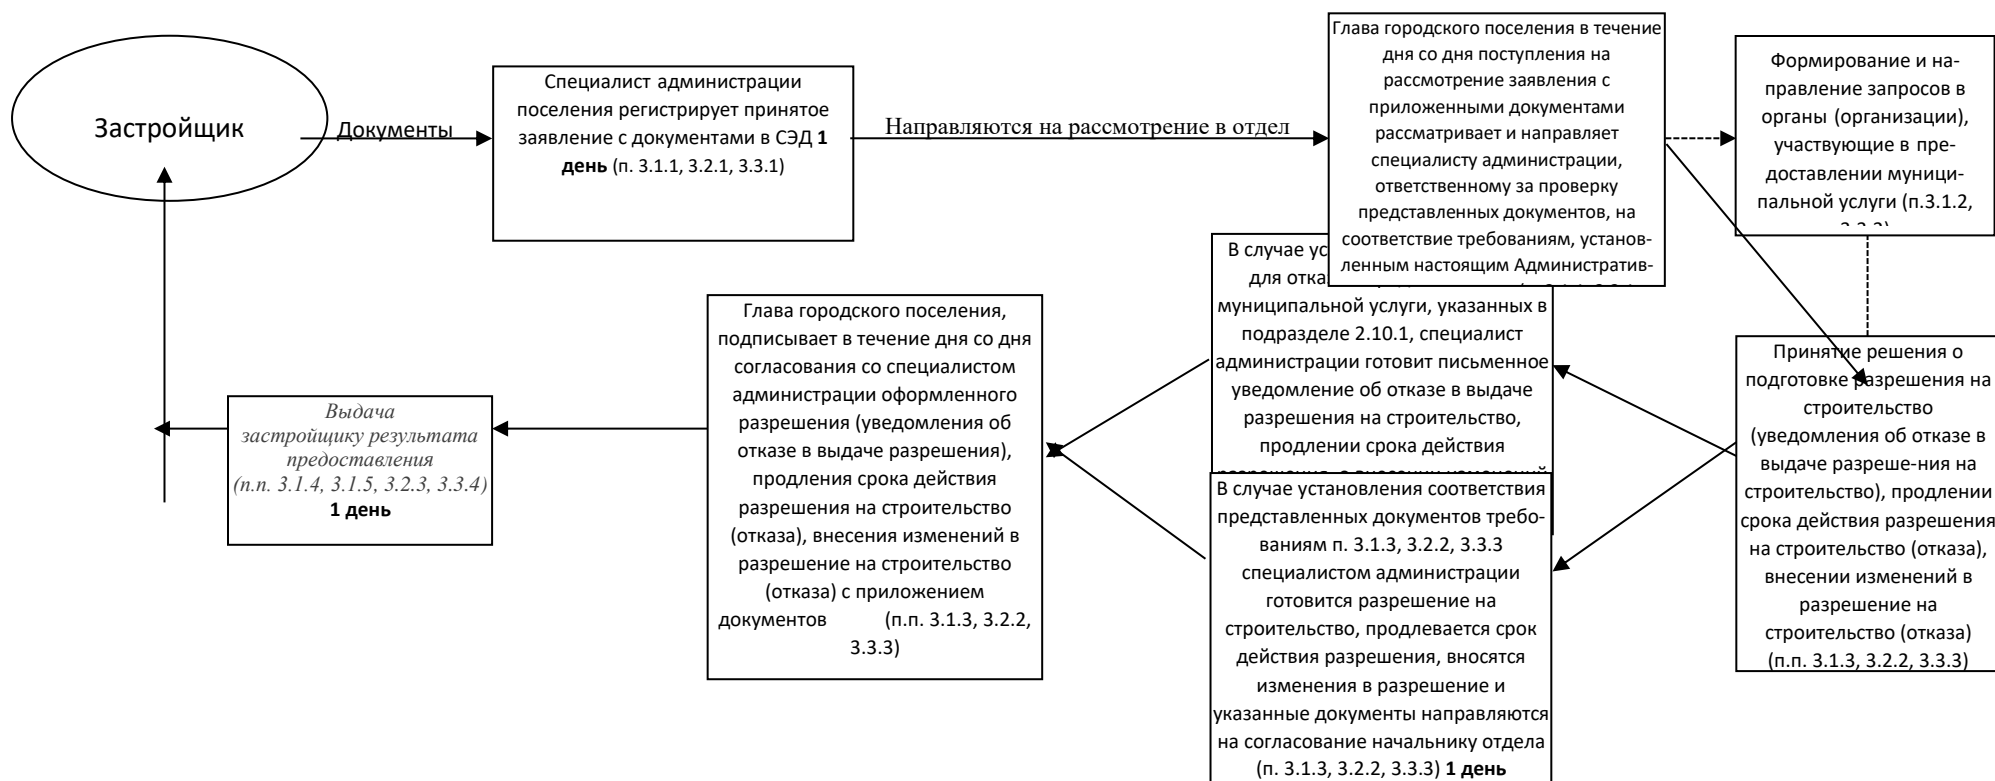 Застройщик
Документы
Специалист администрации
поселения регистрирует принятое
заявление с документами в СЭД 1
день (п. 3.1.1, 3.2.1, 3.3.1)
Направляются на рассмотрение в отдел
Глава городского поселения в течение
дня со дня поступления на
рассмотрение заявления с
приложенными документами
рассматривает и направляет
специалисту администрации,
ответственному за проверку
представленных документов, на
соответствие требованиям, установ-
ленным настоящим Административ-
Формирование и на-
правление запросов в
органы (организации),
участвующие в пре-
доставлении муници-
пальной услуги (п.3.1.2,
Принятие решения о
подготовке разрешения на
строительство
(уведомления об отказе в
выдаче разреше-ния на
строительство), продлении
срока действия разрешения
на строительство (отказа),
внесении изменений в
разрешение на
строительство (отказа)
(п.п. 3.1.3, 3.2.2, 3.3.3)
В случае
для
муниципальной услуги, указанных в
подразделе 2.10.1, специалист
администрации готовит письменное
уведомление об отказе в выдаче
разрешения на строительство,
продлении срока действия
В случае установления соответствия
представленных документов требо-
ваниям п. 3.1.3, 3.2.2, 3.3.3
специалистом администрации
готовится разрешение на
строительство, продлевается срок
действия разрешения, вносятся
изменения в разрешение и
указанные документы направляются
на согласование начальнику отдела
(п. 3.1.3, 3.2.2, 3.3.3) 1 день
Глава городского поселения,
подписывает в течение дня со дня
согласования со специалистом
администрации оформленного
разрешения (уведомления об
отказе в выдаче разрешения),
продления срока действия
разрешения на строительство
(отказа), внесения изменений в
разрешение на строительство
(отказа) с приложением
документов (п.п. 3.1.3, 3.2.2,
3.3.3)
Выдача
застройщику результата
предоставления
(п.п. 3.1.4, 3.1.5, 3.2.3, 3.3.4)
1 день